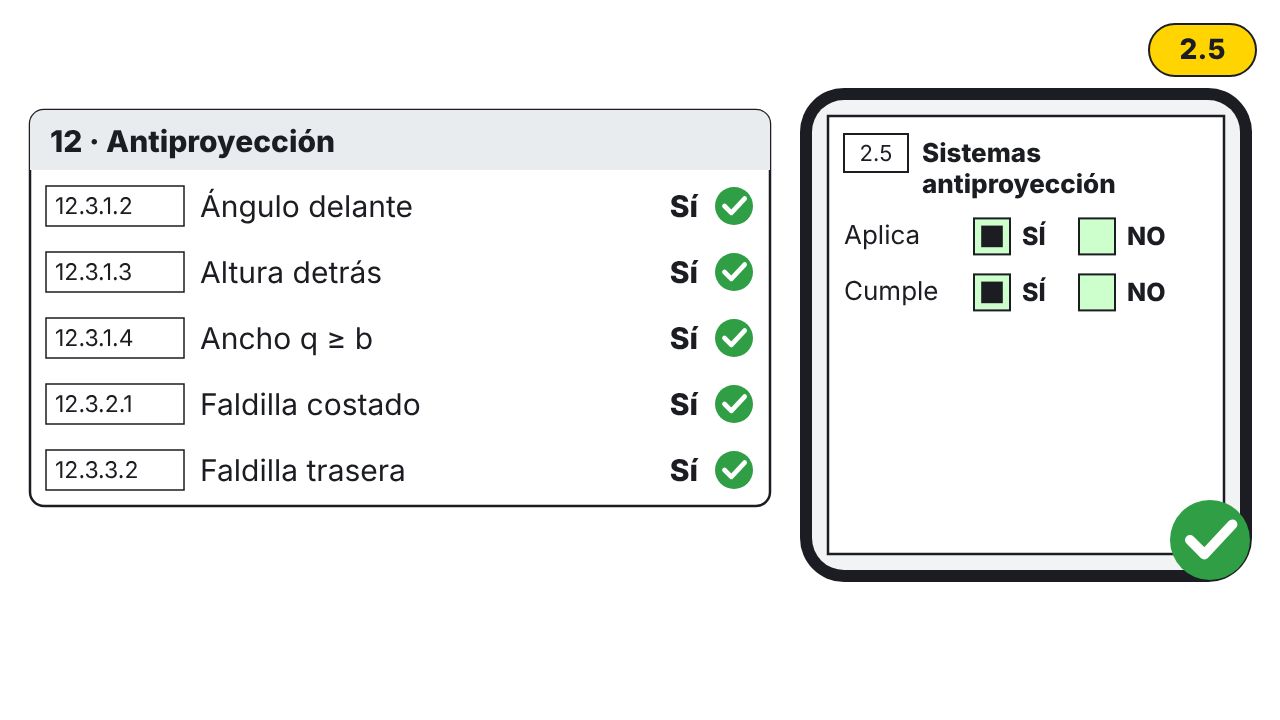 2.5
12 · Antiproyección
12.3.1.2 Ángulo delante Sí
12.3.1.3 Altura detrás Sí
12.3.1.4 Ancho q ≥ b Sí
12.3.2.1 Faldilla costado Sí
12.3.3.2 Faldilla trasera Sí
2.5 Sistemas
antiproyección
Aplica SÍ NO
Cumple SÍ NO